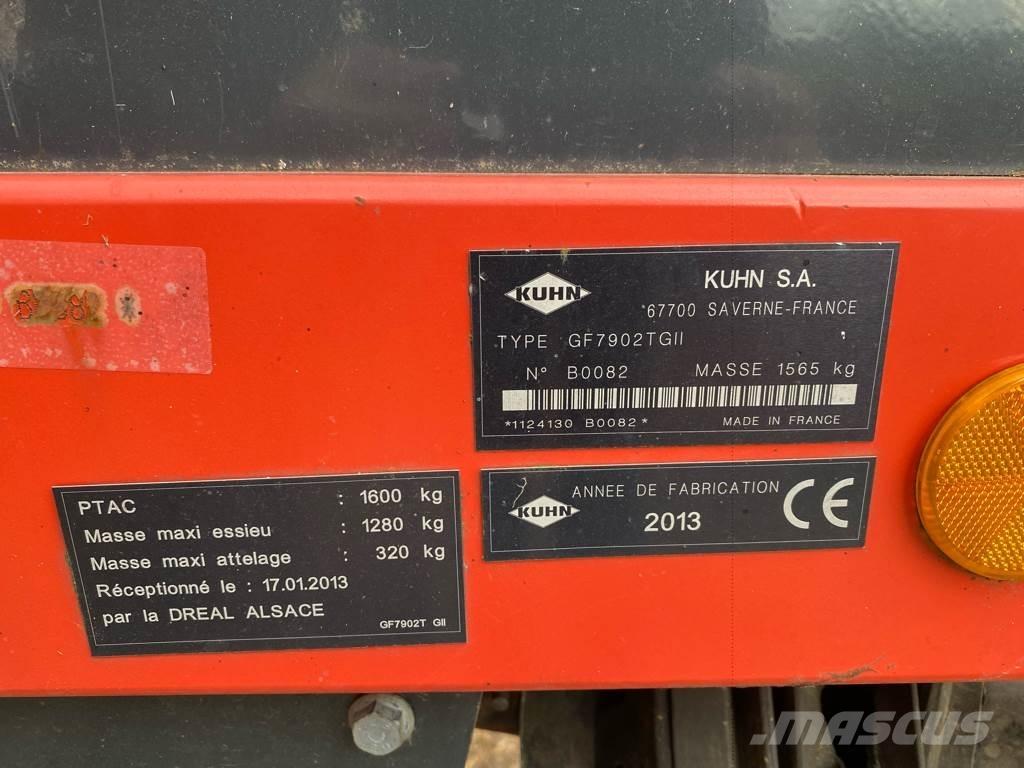 KUHN
KUHN S.A.
67700 SAVERNE-FRANCE
TYPE GF7902TGII
N° B0082 MASSE 1565 kg
*1124130 B0082*
MADE IN FRANCE
KUHN
ANNEE DE FABRICATION
2013
CE
PTAC : 1600 kg
Masse maxi essieu : 1280 kg
Masse maxi attelage : 320 kg
Réceptionné le : 17.01.2013
par la DREAL ALSACE
GF7902T GII
MASCUS